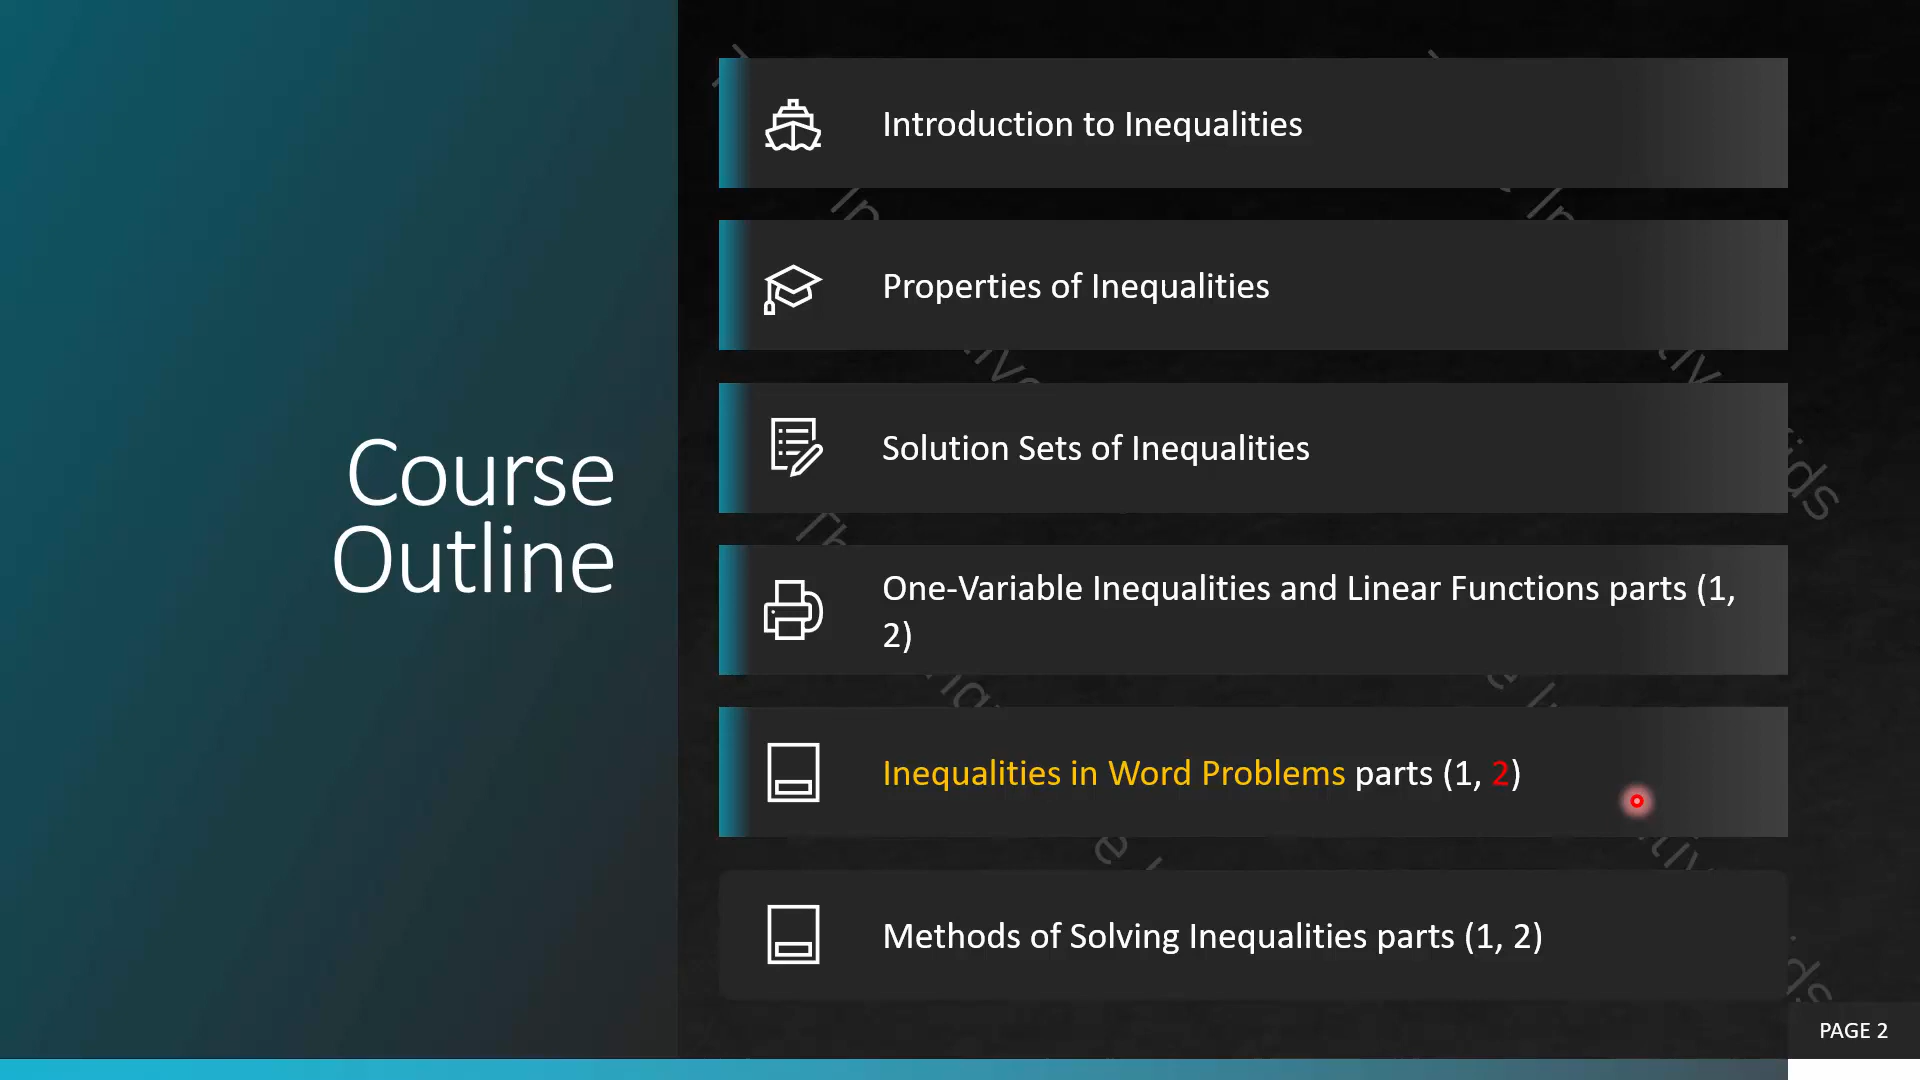 Course
Outline
Introduction to Inequalities
Properties of Inequalities
Solution Sets of Inequalities
One-Variable Inequalities and Linear Functions parts (1,
2)
Inequalities in Word Problems parts (1, 2)
Methods of Solving Inequalities parts (1, 2)
PAGE 2